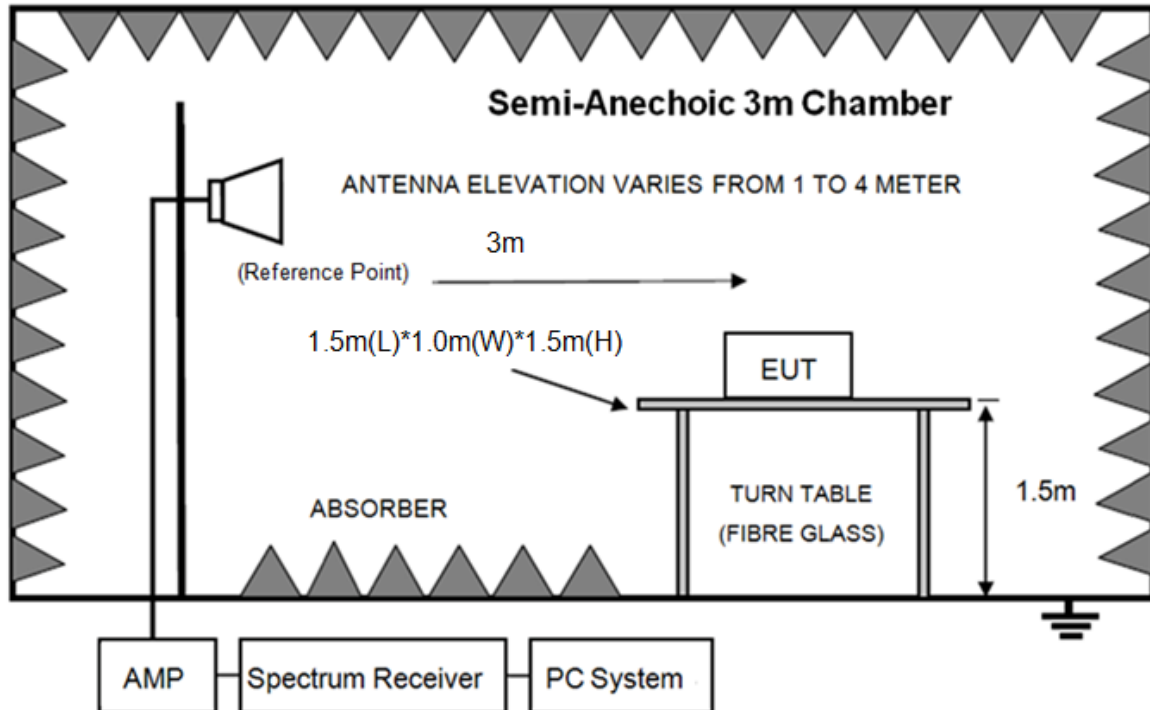 Semi-Anechoic 3m Chamber
ANTENNA ELEVATION VARIES FROM 1 TO 4 METER
3m
(Reference Point)
1.5m(L)*1.0m(W)*1.5m(H)
EUT
ABSORBER
TURN TABLE
(FIBRE GLASS)
1.5m
AMP
Spectrum Receiver
PC System